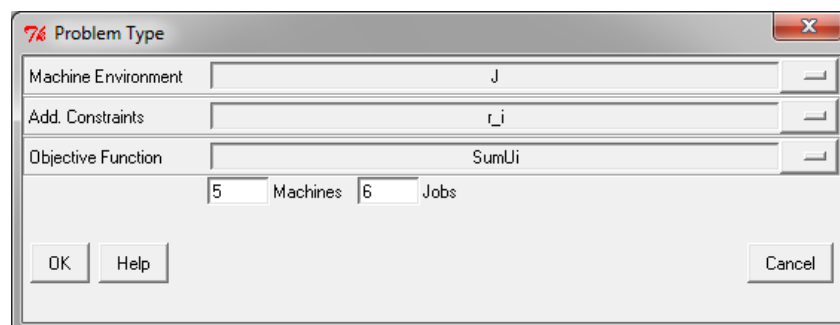 Problem Type
Machine Environment J
Add. Constraints r_i
Objective Function SumUi
5 Machines 6 Jobs
OK Help Cancel